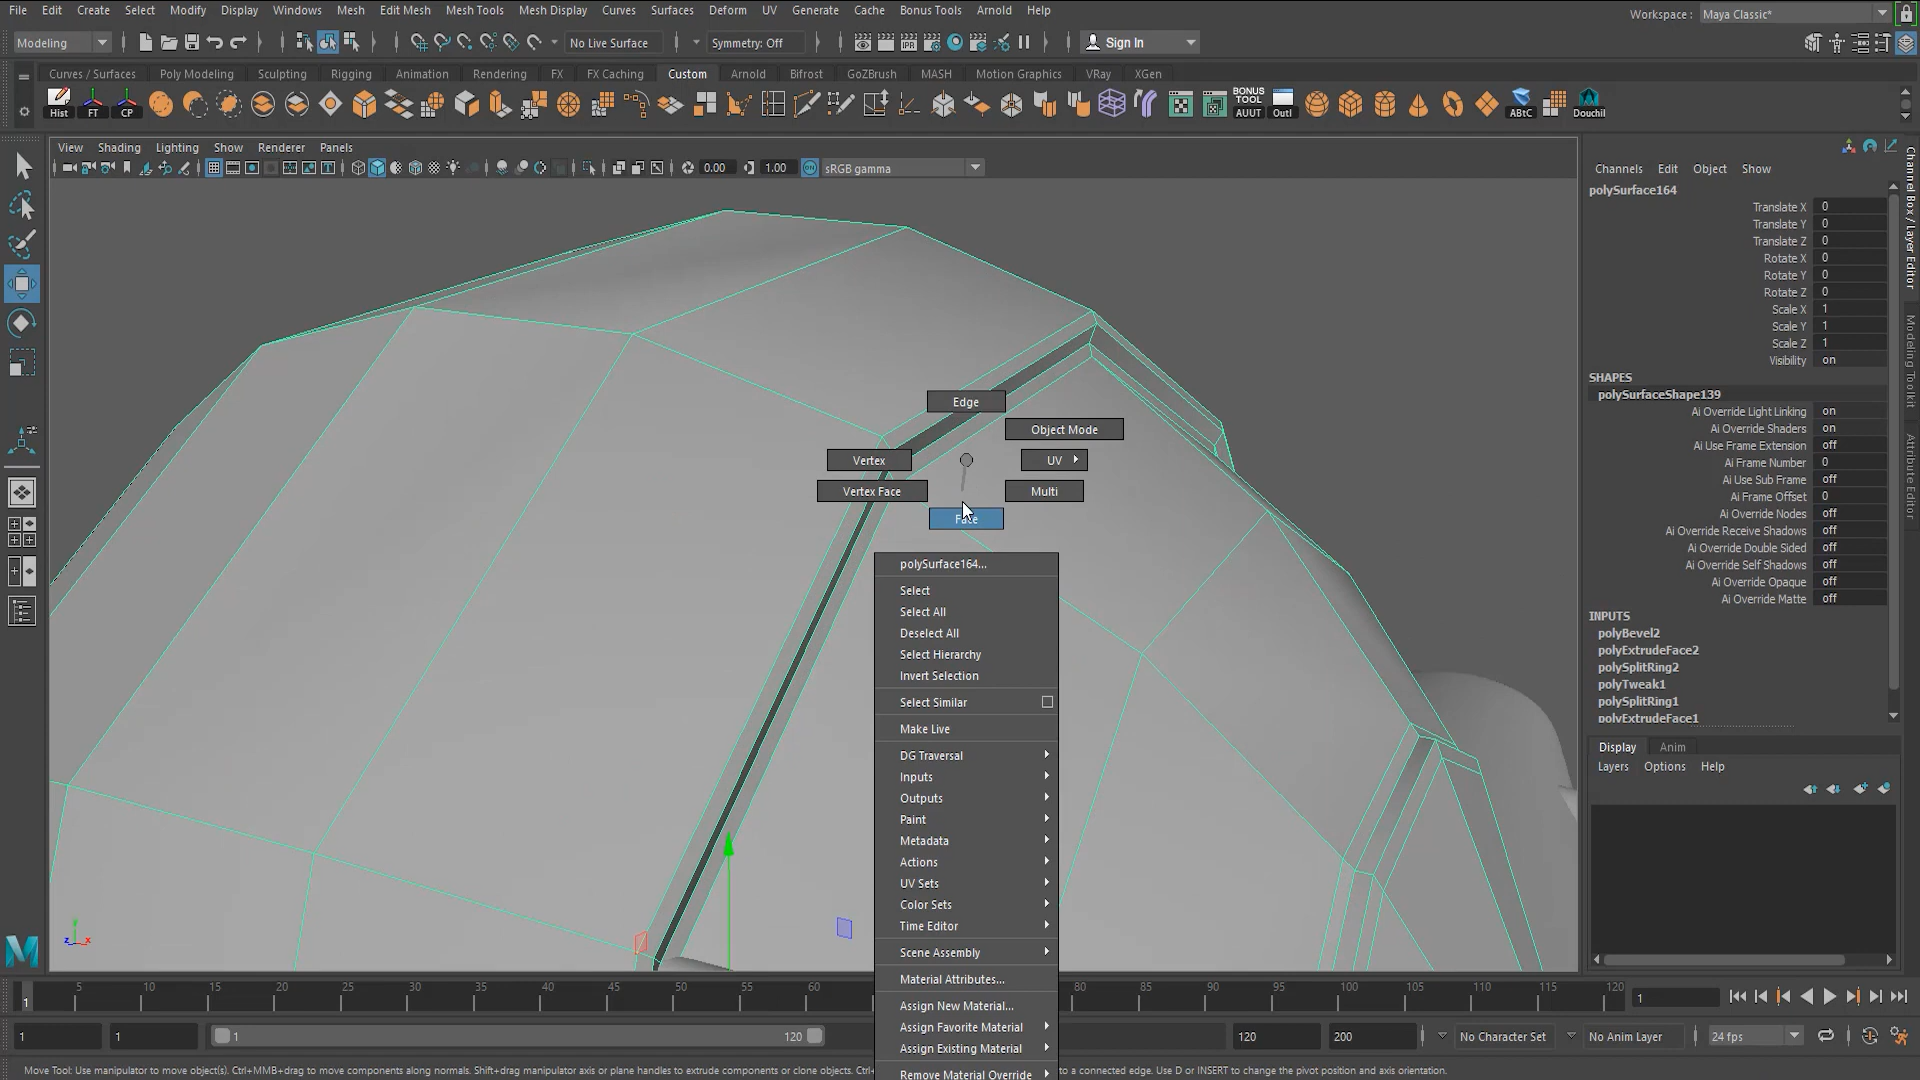 File Edit Create Select Modify Display Windows Mesh Edit Mesh Mesh Tools Mesh Display Curves Surfaces Deform UV Generate Cache Bonus Tools Arnold Help
Workspace : Maya Classic*
Modeling
No Live Surface
Symmetry: Off
Sign In
Curves / Surfaces Poly Modeling Sculpting Rigging Animation Rendering FX FX Caching Custom Arnold Bifrost GoZBrush MASH Motion Graphics VRay XGen
Hist FT CP
IPR
BONUS TOOL AUUT Outl ABtC Douchil
View Shading Lighting Show Renderer Panels
0.00 1.00 sRGB gamma
Edge
Object Mode
Vertex
UV
Vertex Face
Multi
Face
polySurface164...
Select
Select All
Deselect All
Select Hierarchy
Invert Selection
Select Similar
Make Live
DG Traversal
Inputs
Outputs
Paint
Metadata
Actions
UV Sets
Color Sets
Time Editor
Scene Assembly
Material Attributes...
Assign New Material...
Assign Favorite Material
Assign Existing Material
Remove Material Override
Channels Edit Object Show
polySurface164
Translate X 0
Translate Y 0
Translate Z 0
Rotate X 0
Rotate Y 0
Rotate Z 0
Scale X 1
Scale Y 1
Scale Z 1
Visibility on
SHAPES
polySurfaceShape139
Ai Override Light Linking on
Ai Override Shaders on
Ai Use Frame Extension off
Ai Frame Number 0
Ai Use Sub Frame off
Ai Frame Offset 0
Ai Override Nodes off
Ai Override Receive Shadows off
Ai Override Double Sided off
Ai Override Self Shadows off
Ai Override Opaque off
Ai Override Matte off
INPUTS
polyBevel2
polyExtrudeFace2
polySplitRing2
polyTweak1
polySplitRing1
polyExtrudeFace1
Display Anim
Layers Options Help
Channel Box / Layer Editor
Modeling Toolkit
Attribute Editor
z x
5 10 15 20 25 30 35 40 45 50 55 60 80 85 90 95 100 105 110 115 120
1
1
1 1 1 120 120 200 No Character Set No Anim Layer 24 fps
Move Tool: Use manipulator to move object(s). Ctrl+MMB+drag to move components along normals. Shift+drag manipulator axis or plane handles to extrude components or clone objects. Ctrl+ to a connected edge. Use D or INSERT to change the pivot position and axis orientation.